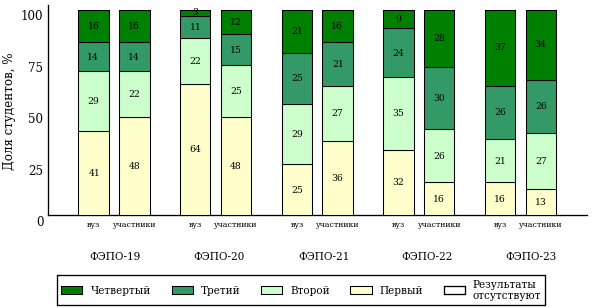 Доля студентов, %
100
75
50
25
0
16 16 3 12 21 16 9 28 37 34
14 14 11 15 25 21 24 30 26 26
29 22 22 25 29 27 35 26 21 27
41 48 64 48 25 36 32 16 16 13
вуз участники вуз участники вуз участники вуз участники вуз участники
ФЭПО-19 ФЭПО-20 ФЭПО-21 ФЭПО-22 ФЭПО-23
Четвертый Третий Второй Первый Результаты
отсутствуют